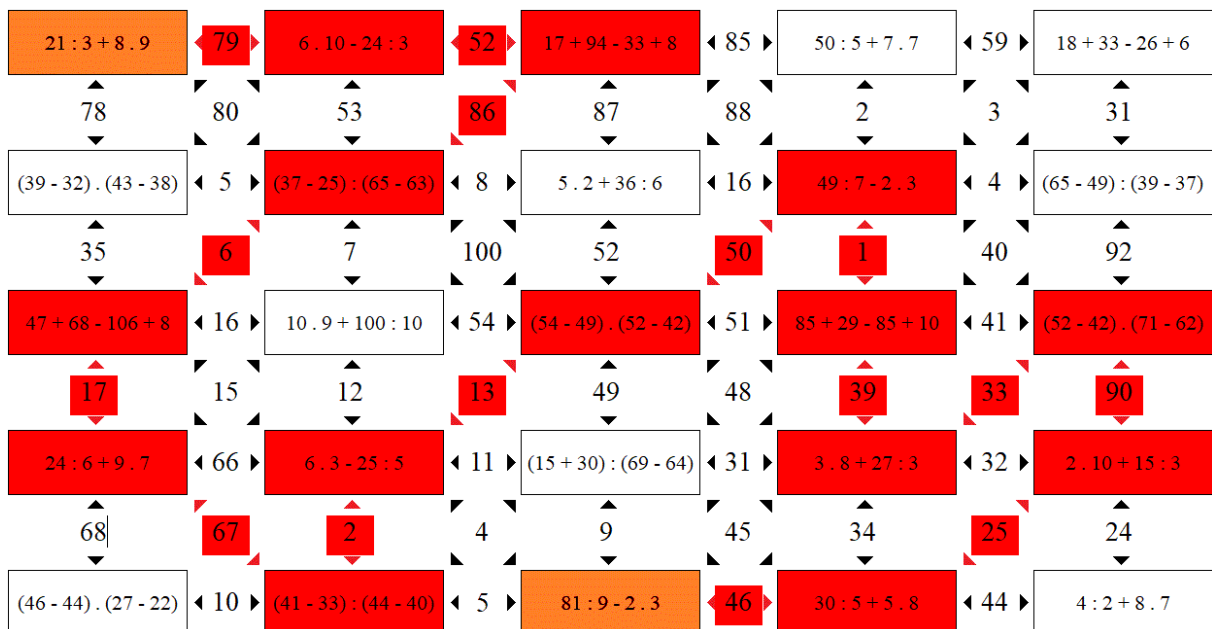 21 : 3 + 8 . 9 79 6 . 10 - 24 : 3 52 17 + 94 - 33 + 8 85 50 : 5 + 7 . 7 59 18 + 33 - 26 + 6
78 80 53 86 87 88 2 3 31
(39 - 32) . (43 - 38) 5 (37 - 25) : (65 - 63) 8 5 . 2 + 36 : 6 16 49 : 7 - 2 . 3 4 (65 - 49) : (39 - 37)
35 6 7 100 52 50 1 40 92
47 + 68 - 106 + 8 16 10 . 9 + 100 : 10 54 (54 - 49) . (52 - 42) 51 85 + 29 - 85 + 10 41 (52 - 42) . (71 - 62)
17 15 12 13 49 48 39 33 90
24 : 6 + 9 . 7 66 6 . 3 - 25 : 5 11 (15 + 30) : (69 - 64) 31 3 . 8 + 27 : 3 32 2 . 10 + 15 : 3
68 67 2 4 9 45 34 25 24
(46 - 44) . (27 - 22) 10 (41 - 33) : (44 - 40) 5 81 : 9 - 2 . 3 46 30 : 5 + 5 . 8 44 4 : 2 + 8 . 7